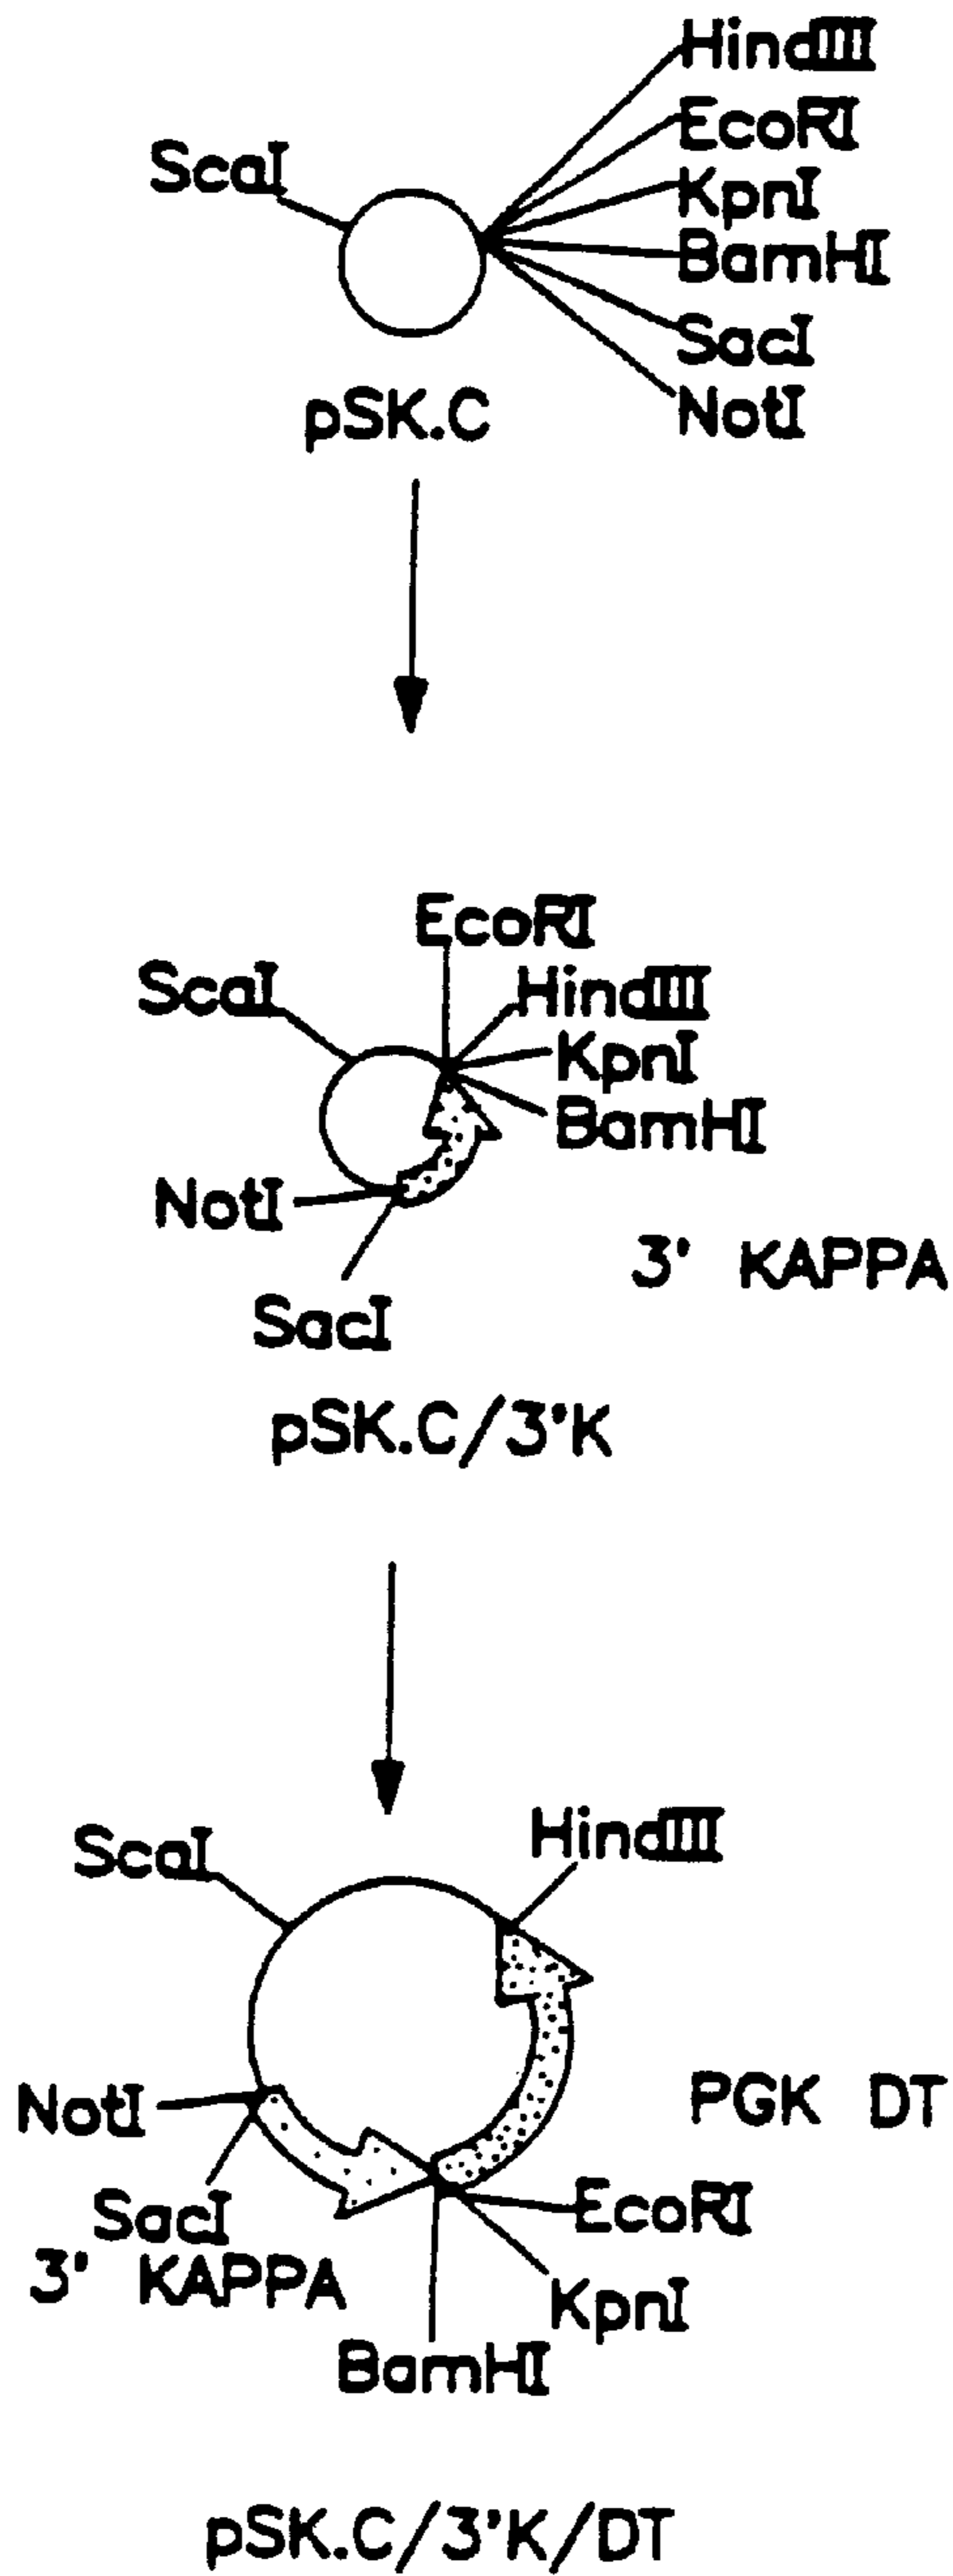 HindIII
EcoRI
ScaI
KpnI
BamHI
SacI
NotI
pSK.C
EcoRI
ScaI
HindIII
KpnI
BamHI
NotI
3' KAPPA
SacI
pSK.C/3'K
HindIII
ScaI
NotI
PGK DT
SacI
EcoRI
3' KAPPA
KpnI
BamHI
pSK.C/3'K/DT